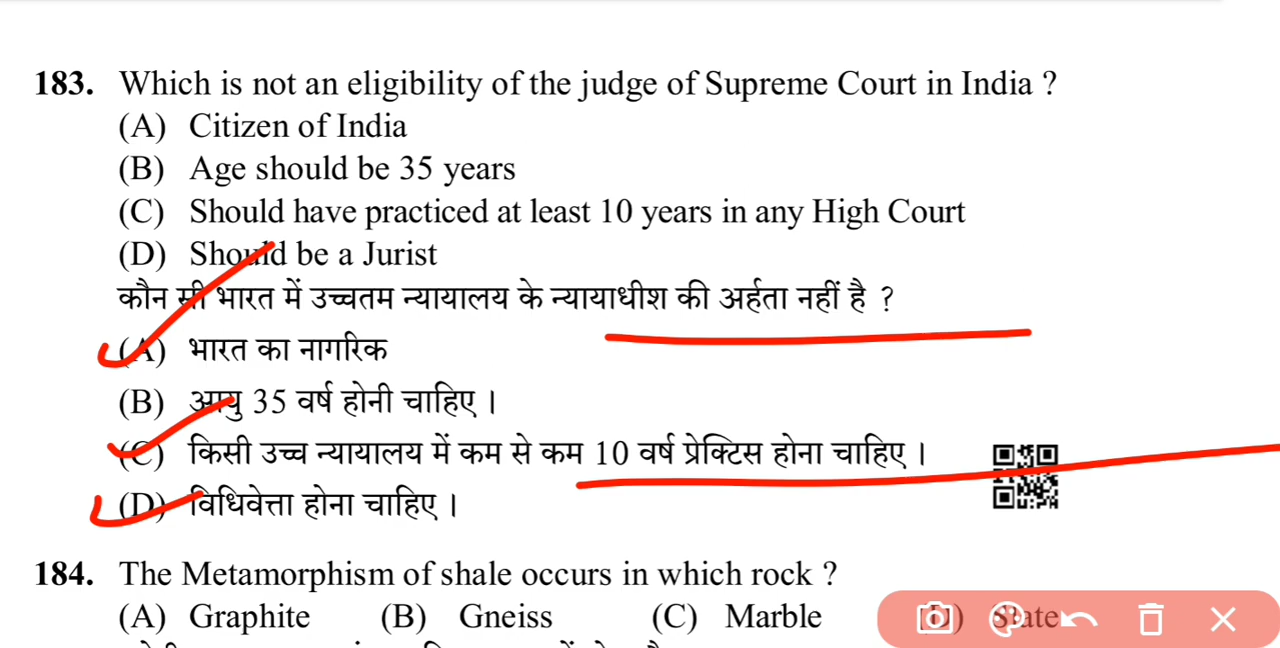 183. Which is not an eligibility of the judge of Supreme Court in India ?
(A) Citizen of India
(B) Age should be 35 years
(C) Should have practiced at least 10 years in any High Court
(D) Should be a Jurist
कौन सी भारत में उच्चतम न्यायालय के न्यायाधीश की अर्हता नहीं है ?
(A) भारत का नागरिक
(B) आयु 35 वर्ष होनी चाहिए ।
(C) किसी उच्च न्यायालय में कम से कम 10 वर्ष प्रेक्टिस होना चाहिए ।
(D) विधिवेत्ता होना चाहिए ।
184. The Metamorphism of shale occurs in which rock ?
(A) Graphite (B) Gneiss (C) Marble (D) Slate